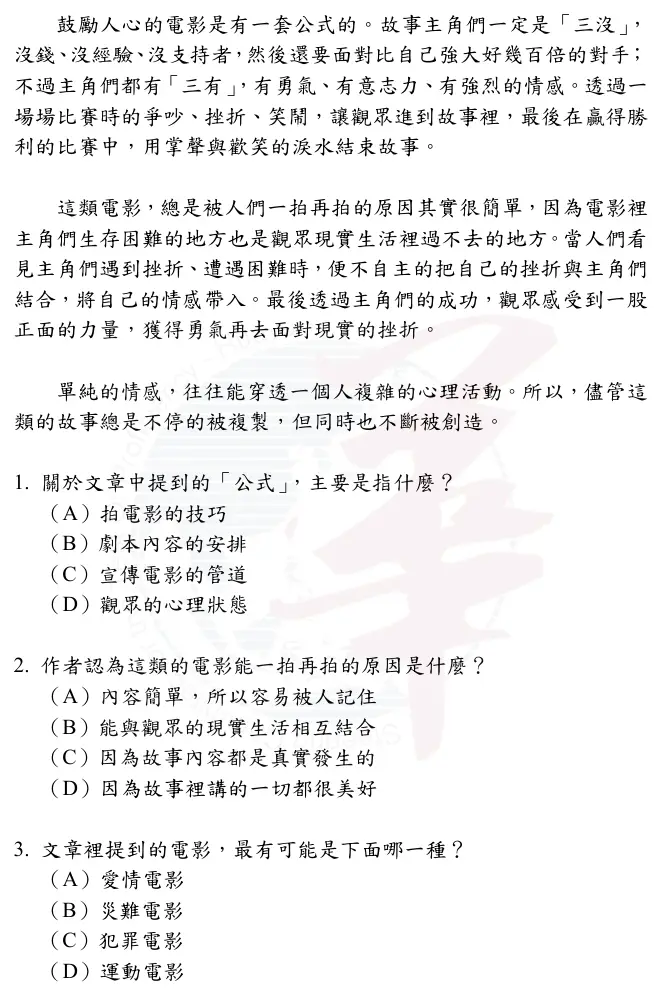 鼓勵人心的電影是有一套公式的。故事主角們一定是「三沒」，
沒錢、沒經驗、沒支持者，然後還要面對比自己強大好幾百倍的對手；
不過主角們都有「三有」，有勇氣、有意志力、有強烈的情感。透過一
場場比賽時的爭吵、挫折、笑鬧，讓觀眾進到故事裡，最後在贏得勝
利的比賽中，用掌聲與歡笑的淚水結束故事。
這類電影，總是被人們一拍再拍的原因其實很簡單，因為電影裡
主角們生存困難的地方也是觀眾現實生活裡過不去的地方。當人們看
見主角們遇到挫折、遭遇困難時，便不自主的把自己的挫折與主角們
結合，將自己的情感帶入。最後透過主角們的成功，觀眾感受到一股
正面的力量，獲得勇氣再去面對現實的挫折。
單純的情感，往往能穿透一個人複雜的心理活動。所以，儘管這
類的故事總是不停的被複製，但同時也不斷被創造。
1. 關於文章中提到的「公式」，主要是指什麼？
（A）拍電影的技巧
（B）劇本內容的安排
（C）宣傳電影的管道
（D）觀眾的心理狀態
2. 作者認為這類的電影能一拍再拍的原因是什麼？
（A）內容簡單，所以容易被人記住
（B）能與觀眾的現實生活相互結合
（C）因為故事內容都是真實發生的
（D）因為故事裡講的一切都很美好
3. 文章裡提到的電影，最有可能是下面哪一種？
（A）愛情電影
（B）災難電影
（C）犯罪電影
（D）運動電影